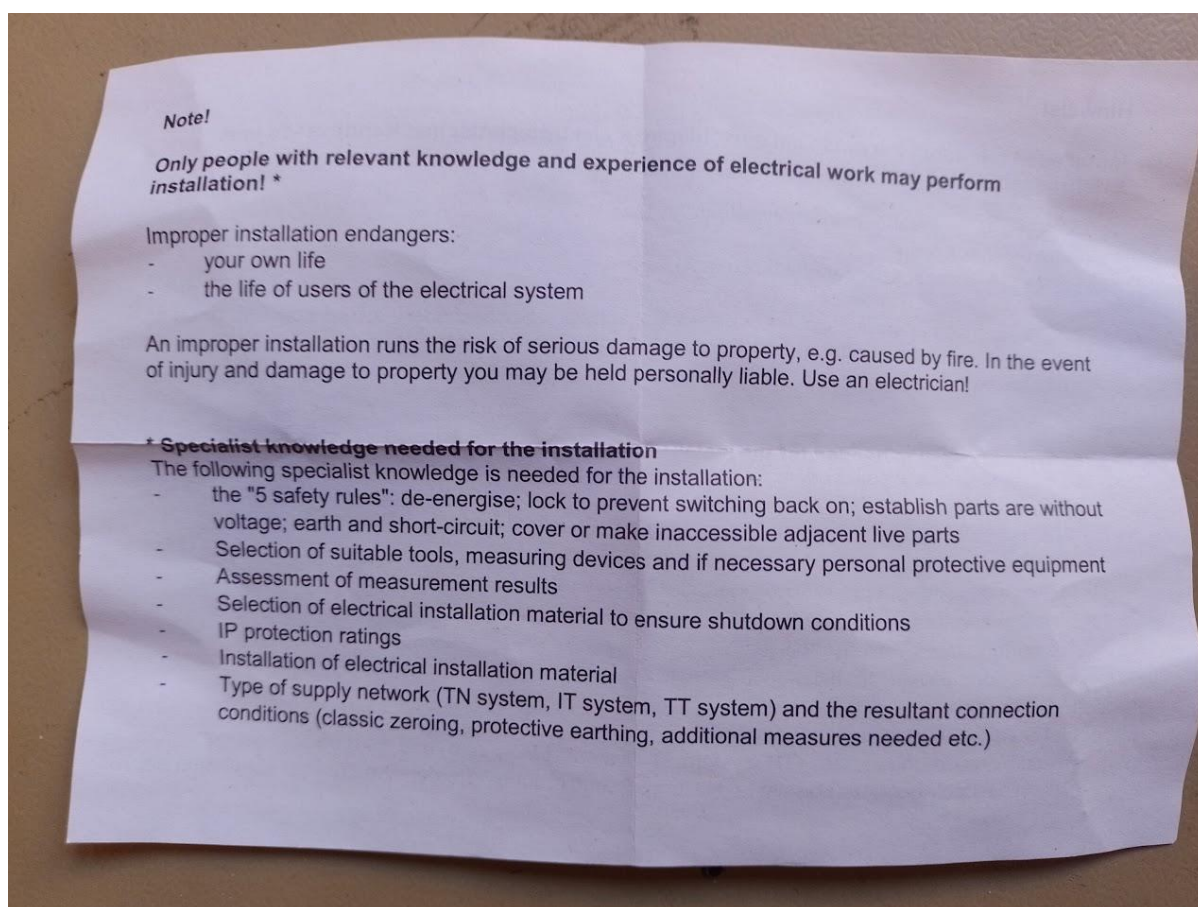 Note!
Only people with relevant knowledge and experience of electrical work may perform
installation! *
Improper installation endangers:
- your own life
- the life of users of the electrical system
An improper installation runs the risk of serious damage to property, e.g. caused by fire. In the event
of injury and damage to property you may be held personally liable. Use an electrician!
* Specialist knowledge needed for the installation
The following specialist knowledge is needed for the installation:
- the "5 safety rules": de-energise; lock to prevent switching back on; establish parts are without
voltage; earth and short-circuit; cover or make inaccessible adjacent live parts
- Selection of suitable tools, measuring devices and if necessary personal protective equipment
- Assessment of measurement results
- Selection of electrical installation material to ensure shutdown conditions
- IP protection ratings
- Installation of electrical installation material
- Type of supply network (TN system, IT system, TT system) and the resultant connection
conditions (classic zeroing, protective earthing, additional measures needed etc.)